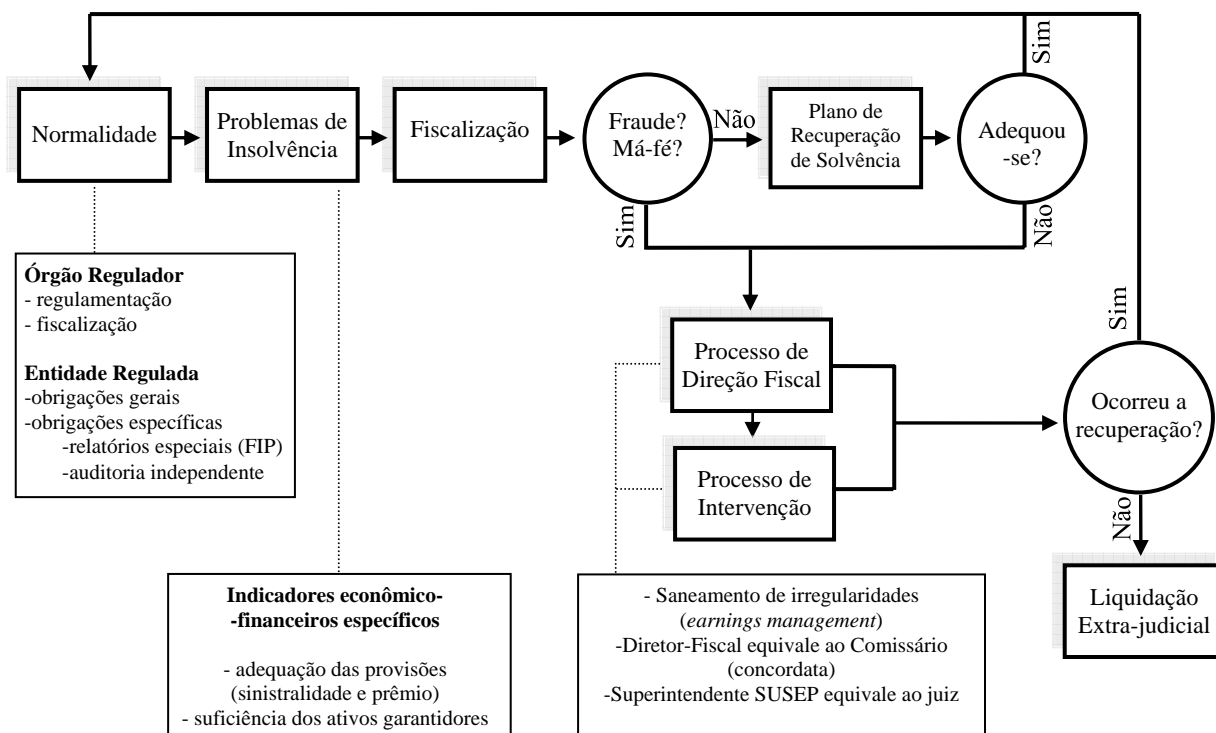 Sim
Normalidade
Problemas de
Insolvência
Fiscalização
Fraude?
Má-fé?
Não
Plano de
Recuperação
de Solvência
Adequou
-se?
Sim
Não
Órgão Regulador
- regulamentação
- fiscalização
Entidade Regulada
-obrigações gerais
-obrigações específicas
-relatórios especiais (FIP)
-auditoria independente
Processo de
Direção Fiscal
Processo de
Intervenção
Sim
Ocorreu a
recuperação?
Não
Liquidação
Extra-judicial
Indicadores econômico-
-financeiros específicos
- adequação das provisões
(sinistralidade e prêmio)
- suficiência dos ativos garantidores
- Saneamento de irregularidades
(earnings management)
-Diretor-Fiscal equivale ao Comissário
(concordata)
-Superintendente SUSEP equivale ao juiz